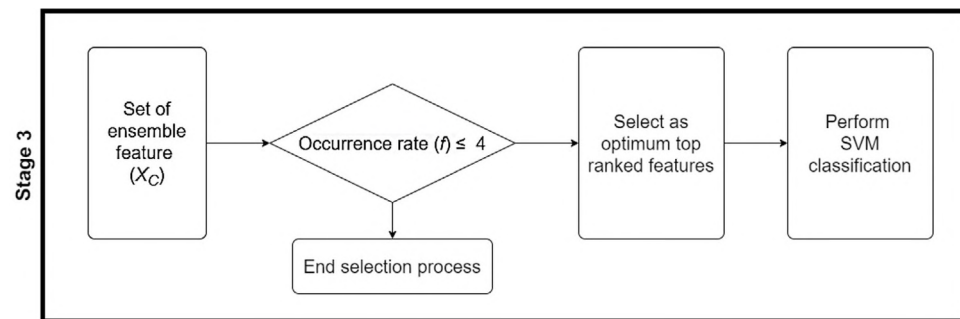 Stage 3
Set of
ensemble
feature
(X_C)
Occurrence rate (f) ≤ 4
End selection process
Select as
optimum top
ranked features
Perform
SVM
classification